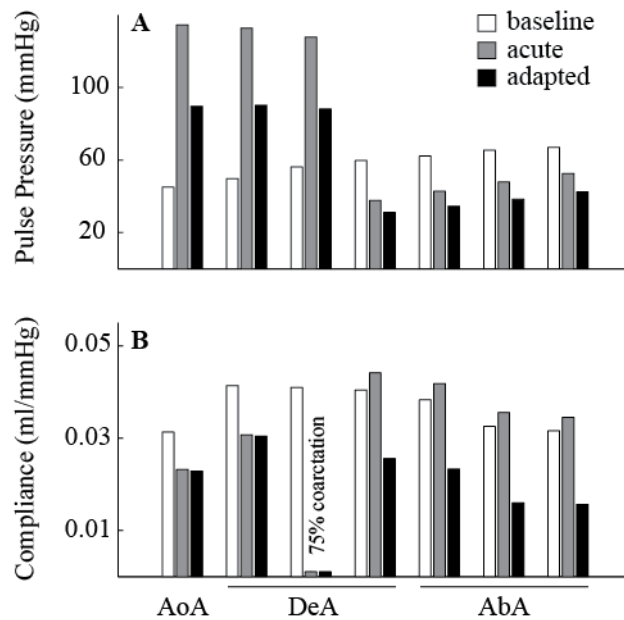 A
baseline
acute
adapted
Pulse Pressure (mmHg)
100
60
20
B
Compliance (ml/mmHg)
0.05
0.03
0.01
75% coarctation
AoA
DeA
AbA